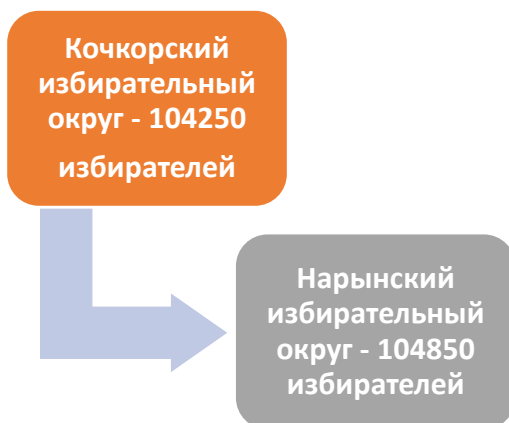 Кочкорский
избирательный
округ - 104250
избирателей
Нарынский
избирательный
округ - 104850
избирателей